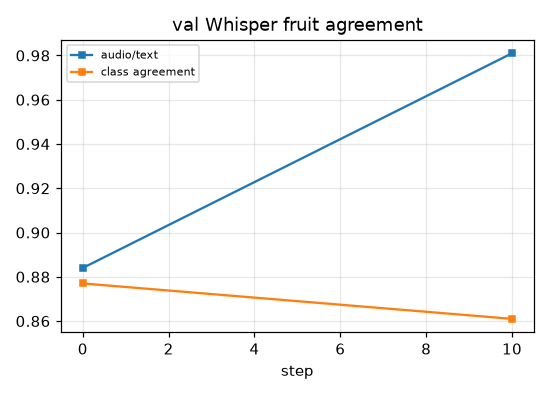 val Whisper fruit agreement
audio/text
class agreement
0.98
0.96
0.94
0.92
0.90
0.88
0.86
0 2 4 6 8 10
step